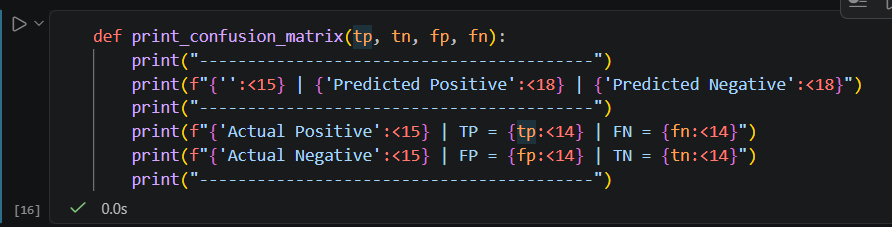 def print_confusion_matrix(tp, tn, fp, fn):
    print("-----------------------------------------")
    print(f"{'':<15} | {'Predicted Positive':<18} | {'Predicted Negative':<18}")
    print("-----------------------------------------")
    print(f"{'Actual Positive':<15} | TP = {tp:<14} | FN = {fn:<14}")
    print(f"{'Actual Negative':<15} | FP = {fp:<14} | TN = {tn:<14}")
    print("-----------------------------------------")
[16] 0.0s